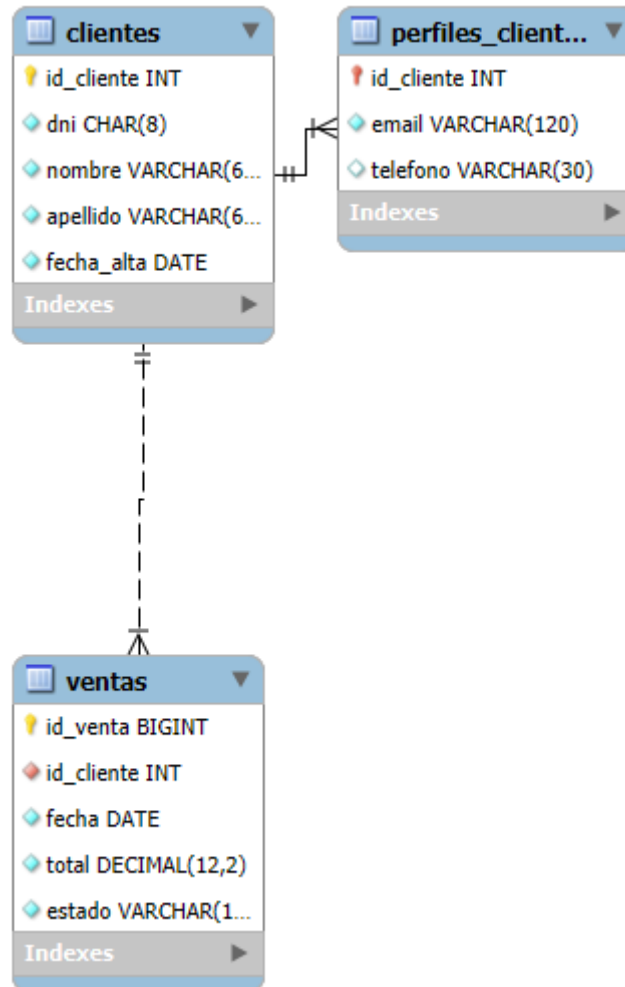 clientes
id_cliente INT
dni CHAR(8)
nombre VARCHAR(6...
apellido VARCHAR(6...
fecha_alta DATE
Indexes
perfiles_client...
id_cliente INT
email VARCHAR(120)
telefono VARCHAR(30)
Indexes
ventas
id_venta BIGINT
id_cliente INT
fecha DATE
total DECIMAL(12,2)
estado VARCHAR(1...
Indexes